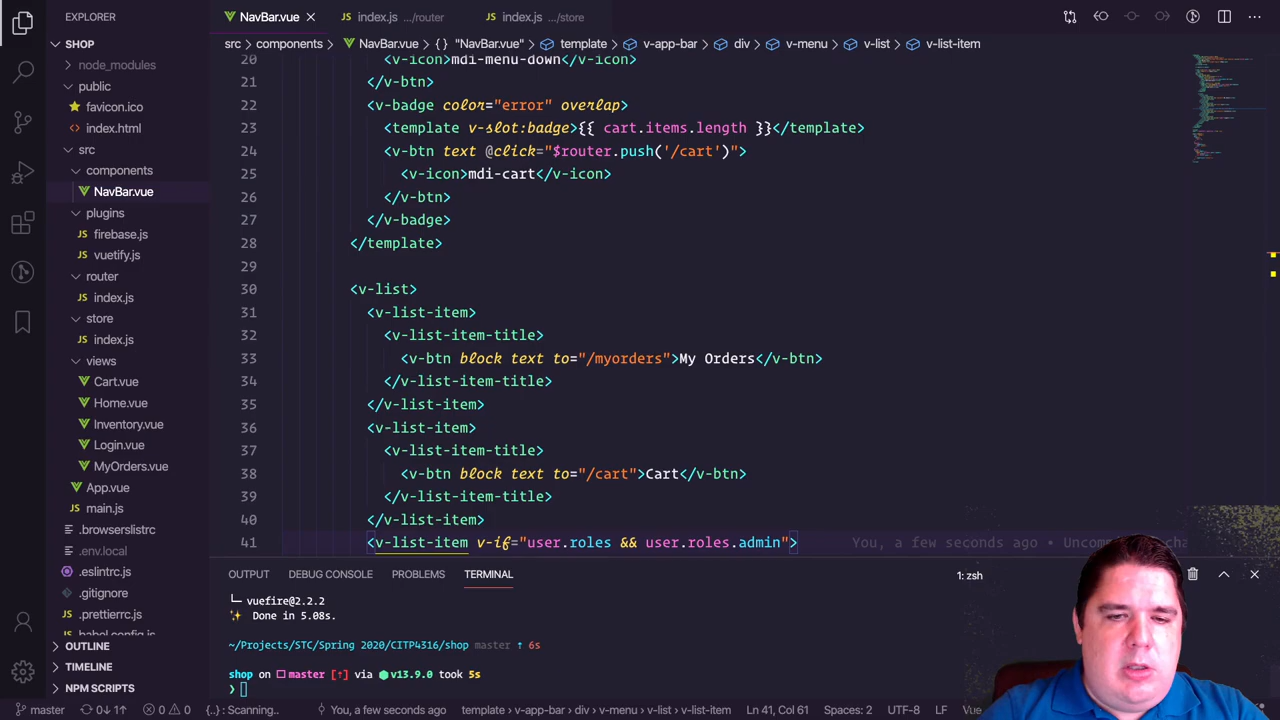 EXPLORER
NavBar.vue
index.js .../router
index.js .../store
SHOP
src > components > NavBar.vue > {} "NavBar.vue" > template > v-app-bar > div > v-menu > v-list > v-list-item
node_modules
public
favicon.ico
index.html
src
components
NavBar.vue
plugins
firebase.js
vuetify.js
router
index.js
store
index.js
views
Cart.vue
Home.vue
Inventory.vue
Login.vue
MyOrders.vue
App.vue
main.js
.browserslistrc
.env.local
.eslintrc.js
.gitignore
.prettierrc.js
babel.config.js
OUTLINE
TIMELINE
NPM SCRIPTS
20 <v-icon>mdi-menu-down</v-icon>
21 </v-btn>
22 <v-badge color="error" overlap>
23 <template v-slot:badge>{{ cart.items.length }}</template>
24 <v-btn text @click="$router.push('/cart')">
25 <v-icon>mdi-cart</v-icon>
26 </v-btn>
27 </v-badge>
28 </template>
29
30 <v-list>
31 <v-list-item>
32 <v-list-item-title>
33 <v-btn block text to="/myorders">My Orders</v-btn>
34 </v-list-item-title>
35 </v-list-item>
36 <v-list-item>
37 <v-list-item-title>
38 <v-btn block text to="/cart">Cart</v-btn>
39 </v-list-item-title>
40 </v-list-item>
41 <v-list-item v-if="user.roles && user.roles.admin"> You, a few seconds ago •
OUTPUT DEBUG CONSOLE PROBLEMS TERMINAL 1: zsh
└─ vuefire@2.2.2
✨ Done in 5.08s.
~/Projects/STC/Spring 2020/CITP4316/shop master ⇡ 6s
shop on master [↑] via v13.9.0 took 5s
❯
master 0↓ 1↑ 0 0 {..} : Scanning.. You, a few seconds ago template > v-app-bar > div > v-menu > v-list > v-list-item Ln 41, Col 61 Spaces: 2 UTF-8 LF Vue